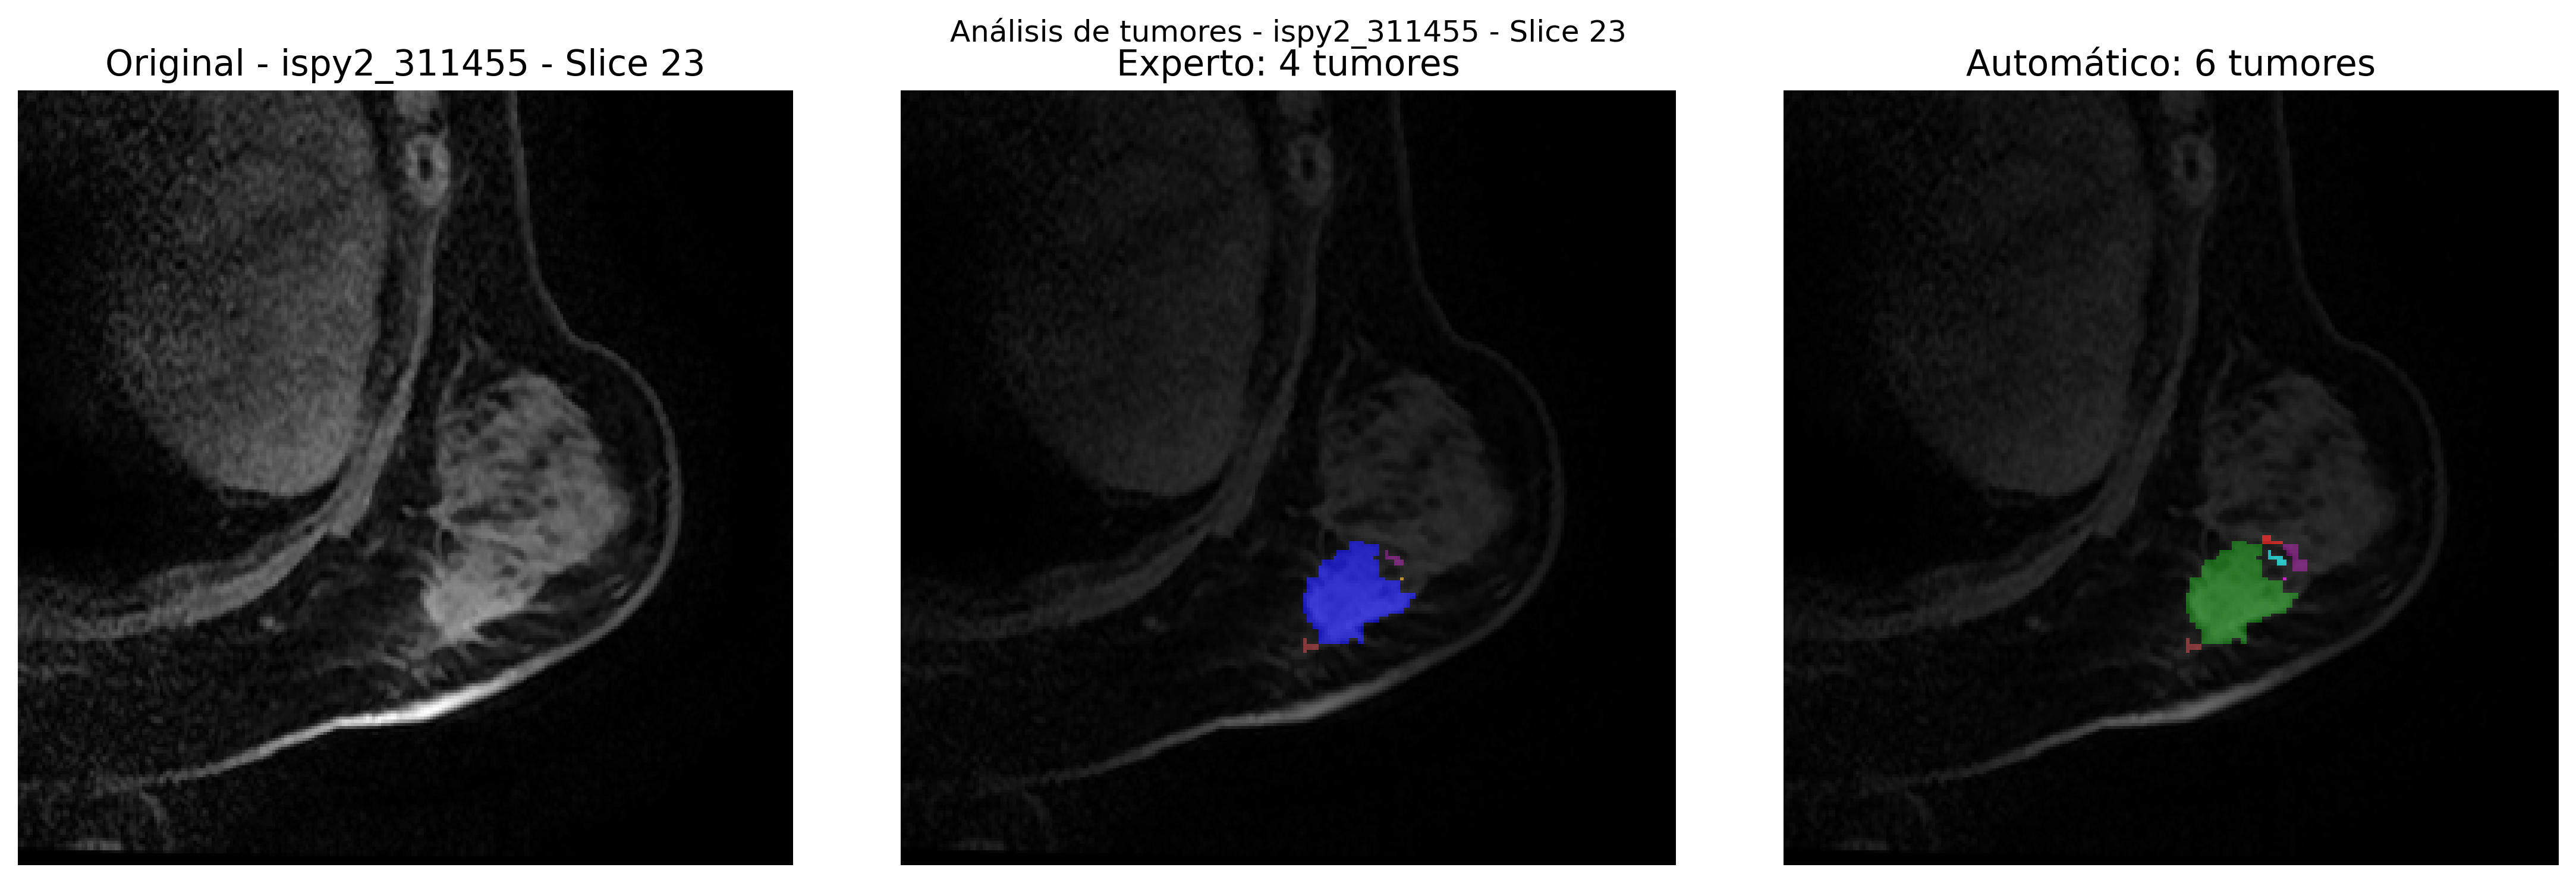 Análisis de tumores - ispy2_311455 - Slice 23
Original - ispy2_311455 - Slice 23
Experto: 4 tumores
Automático: 6 tumores